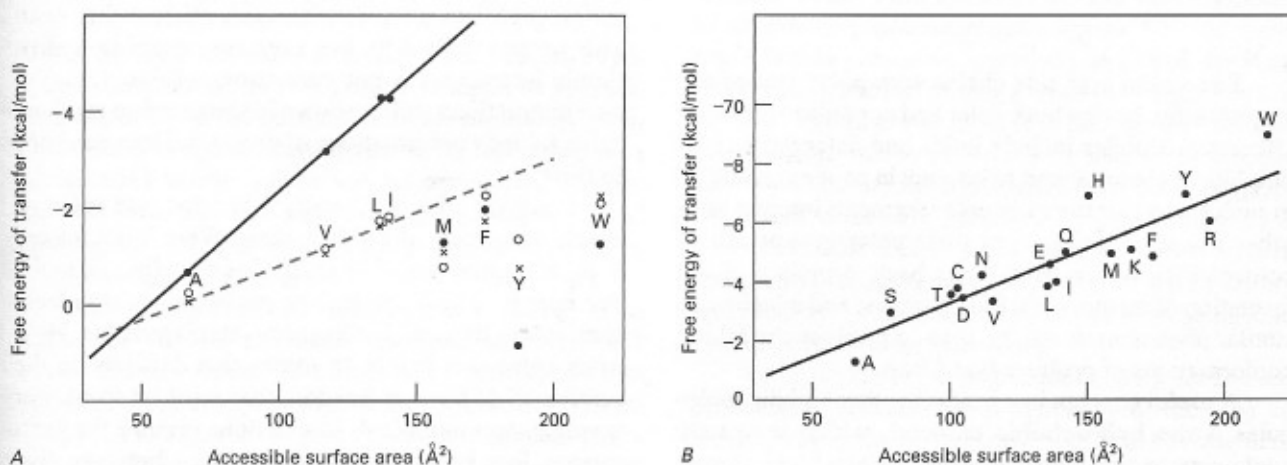 Free energy of transfer (kcal/mol)
−4
−2
0
A
V
L
I
M
F
Y
W
50
100
150
200
A
Accessible surface area (Å²)
Free energy of transfer (kcal/mol)
-70
-8
-6
-4
-2
0
A
S
T
C
D
N
V
E
Q
L
I
H
M
K
F
Y
R
W
50
100
150
200
B
Accessible surface area (Å²)